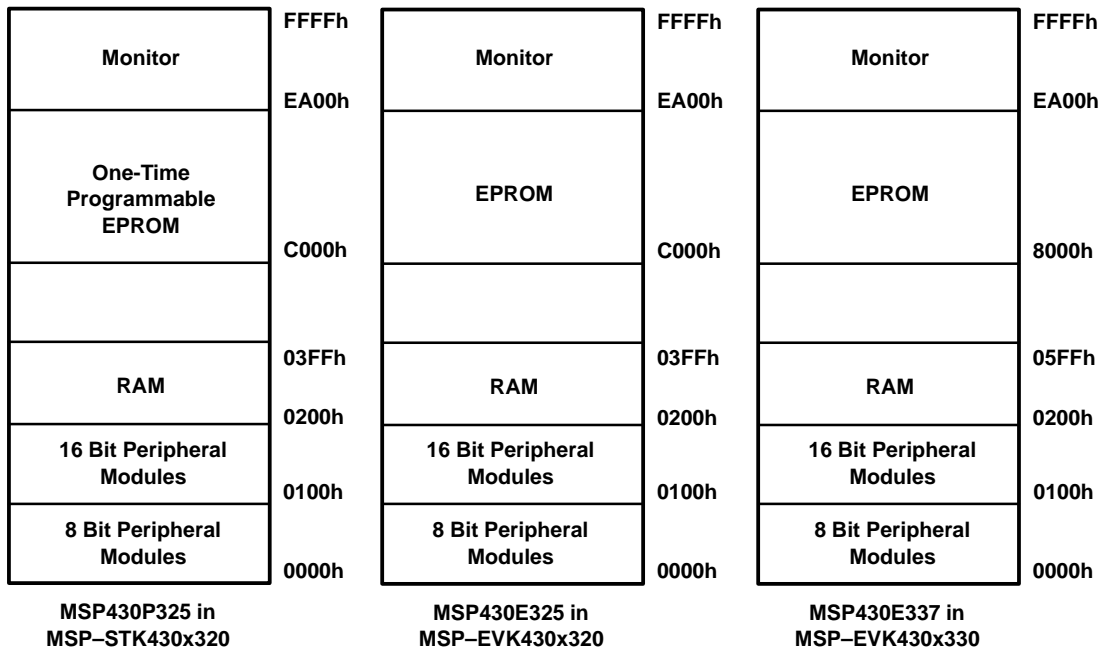 FFFFh
Monitor
EA00h
One-Time
Programmable
EPROM
C000h
03FFh
RAM
0200h
16 Bit Peripheral
Modules
0100h
8 Bit Peripheral
Modules
0000h
MSP430P325 in
MSP–STK430x320
FFFFh
Monitor
EA00h
EPROM
C000h
03FFh
RAM
0200h
16 Bit Peripheral
Modules
0100h
8 Bit Peripheral
Modules
0000h
MSP430E325 in
MSP–EVK430x320
FFFFh
Monitor
EA00h
EPROM
8000h
05FFh
RAM
0200h
16 Bit Peripheral
Modules
0100h
8 Bit Peripheral
Modules
0000h
MSP430E337 in
MSP–EVK430x330